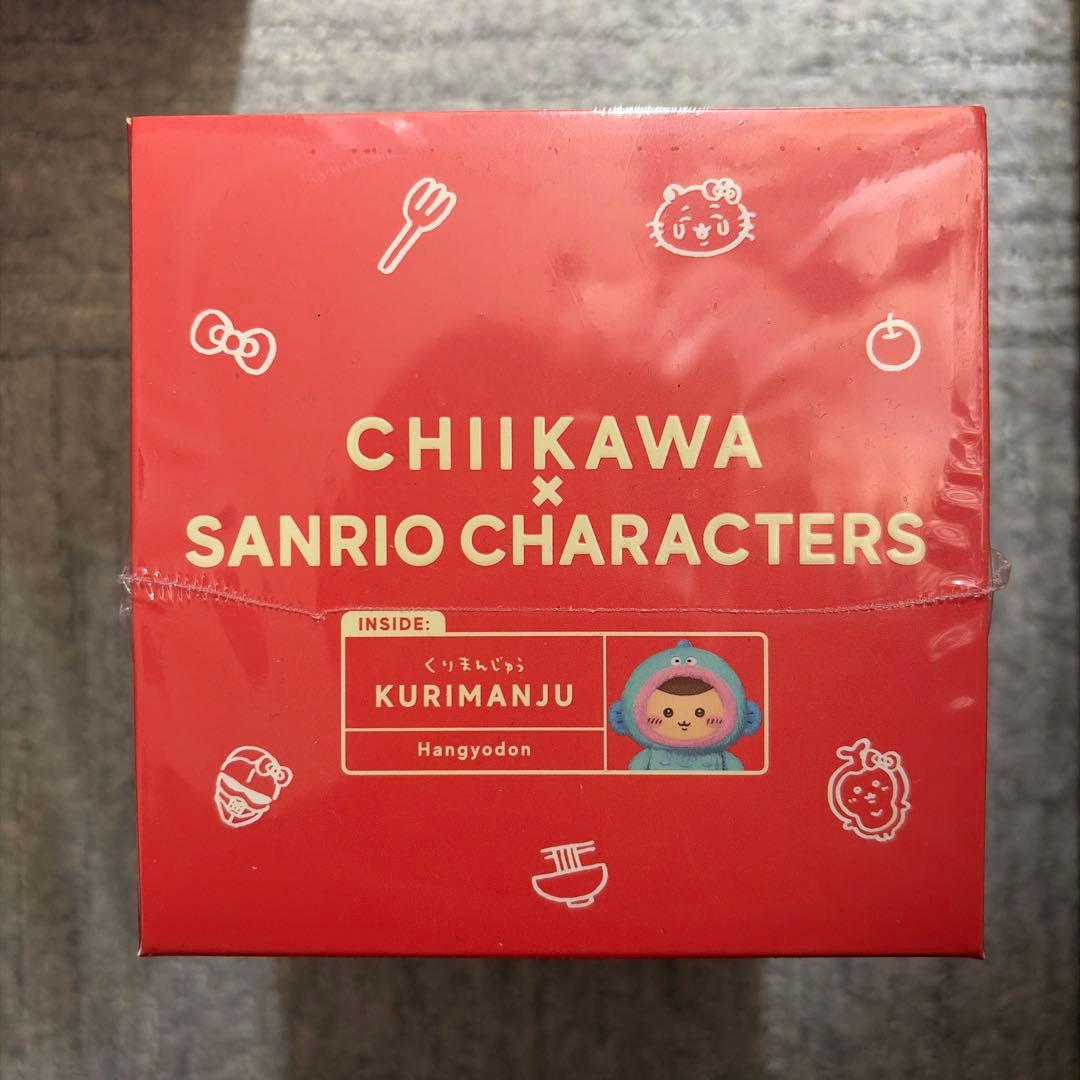 CHIIKAWA
×
SANRIO CHARACTERS
INSIDE:
くりまんじゅう
KURIMANJU
Hangyodon